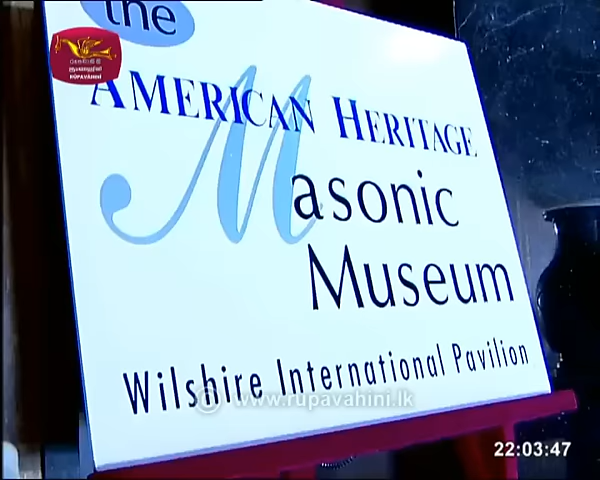 the
RUPAVAHINI
AMERICAN HERITAGE
Masonic
Museum
Wilshire International Pavilion
© www.rupavahini.lk
22:03:47